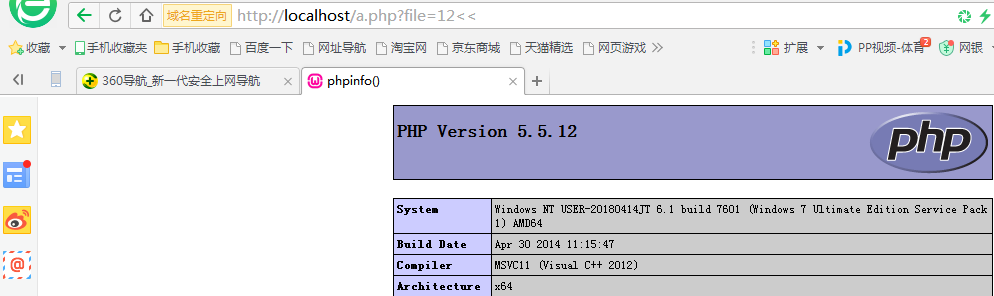 域名重定向 http://localhost/a.php?file=12<<
收藏 手机收藏夹 手机收藏夹 百度一下 网址导航 淘宝网 京东商城 天猫精选 网页游戏 >> 扩展 PP视频-体育 2 网银
360导航_新一代安全上网导航 × phpinfo() × +
PHP Version 5.5.12
php
System Windows NT USER-20180414JT 6.1 build 7601 (Windows 7 Ultimate Edition Service Pack
1) AMD64
Build Date Apr 30 2014 11:15:47
Compiler MSVC11 (Visual C++ 2012)
Architecture x64